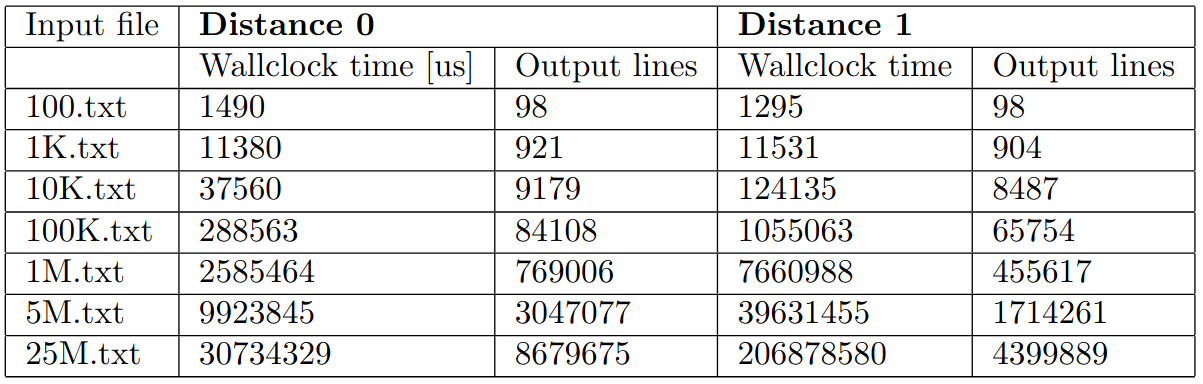 Input file Distance 0 Distance 1
Wallclock time [us] Output lines Wallclock time Output lines
100.txt 1490 98 1295 98
1K.txt 11380 921 11531 904
10K.txt 37560 9179 124135 8487
100K.txt 288563 84108 1055063 65754
1M.txt 2585464 769006 7660988 455617
5M.txt 9923845 3047077 39631455 1714261
25M.txt 30734329 8679675 206878580 4399889